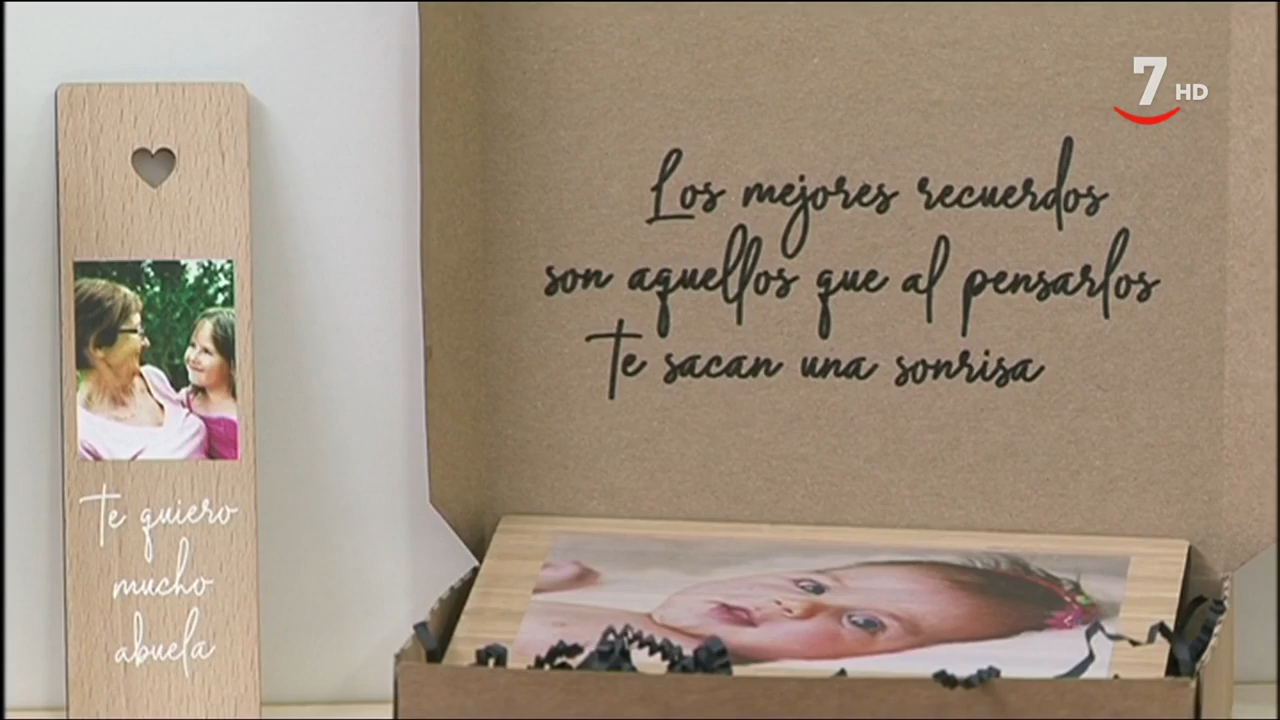 7 HD
Los mejores recuerdos
son aquellos que al pensarlos
te sacan una sonrisa
te quiero
mucho
abuela